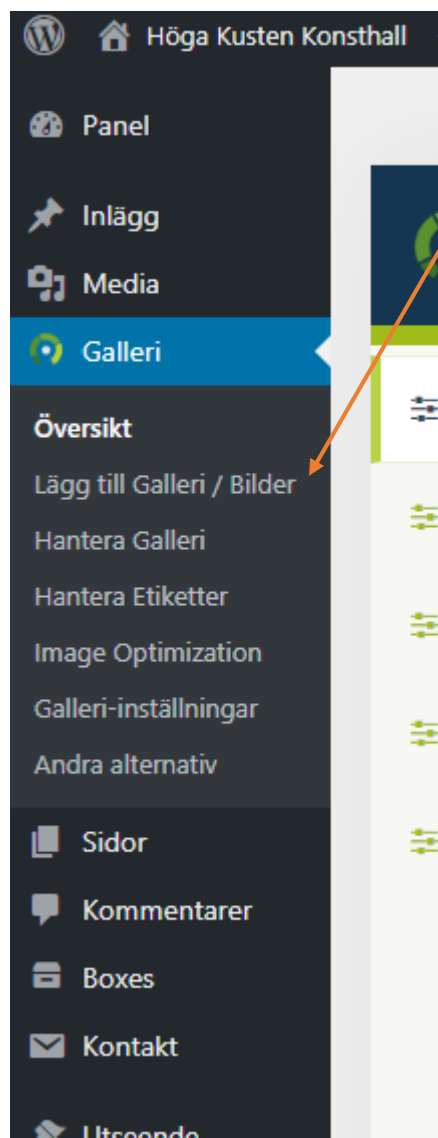 Höga Kusten Konsthall
Panel
Inlägg
Media
Galleri
Översikt
Lägg till Galleri / Bilder
Hantera Galleri
Hantera Etiketter
Image Optimization
Galleri-inställningar
Andra alternativ
Sidor
Kommentarer
Boxes
Kontakt
Utseende